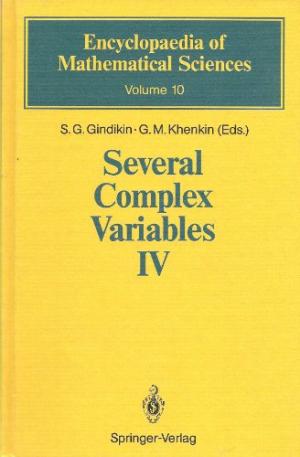 Encyclopaedia of
Mathematical Sciences
Volume 10
S. G. Gindikin · G. M. Khenkin (Eds.)
Several
Complex
Variables
IV
Springer-Verlag